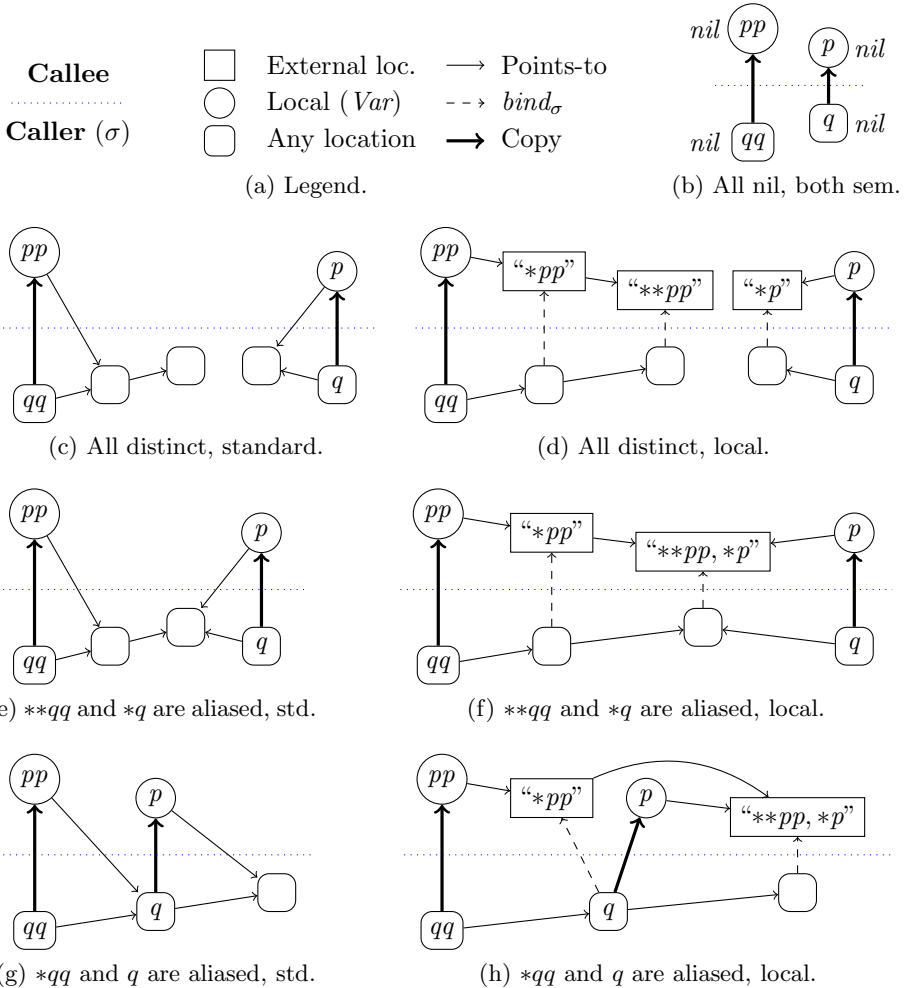 Callee
Caller (σ)
External loc.
Local (Var)
Any location
Points-to
bind_σ
Copy
(a) Legend.
nil pp p nil
nil qq q nil
(b) All nil, both sem.
pp p
qq q
(c) All distinct, standard.
pp “∗pp” “∗∗pp” “∗p” p
qq q
(d) All distinct, local.
pp p
qq q
e) ∗∗qq and ∗q are aliased, std.
pp “∗pp” “∗∗pp, ∗p” p
qq q
(f) ∗∗qq and ∗q are aliased, local.
pp p
qq q
(g) ∗qq and q are aliased, std.
pp “∗pp” p “∗∗pp, ∗p”
qq q
(h) ∗qq and q are aliased, local.